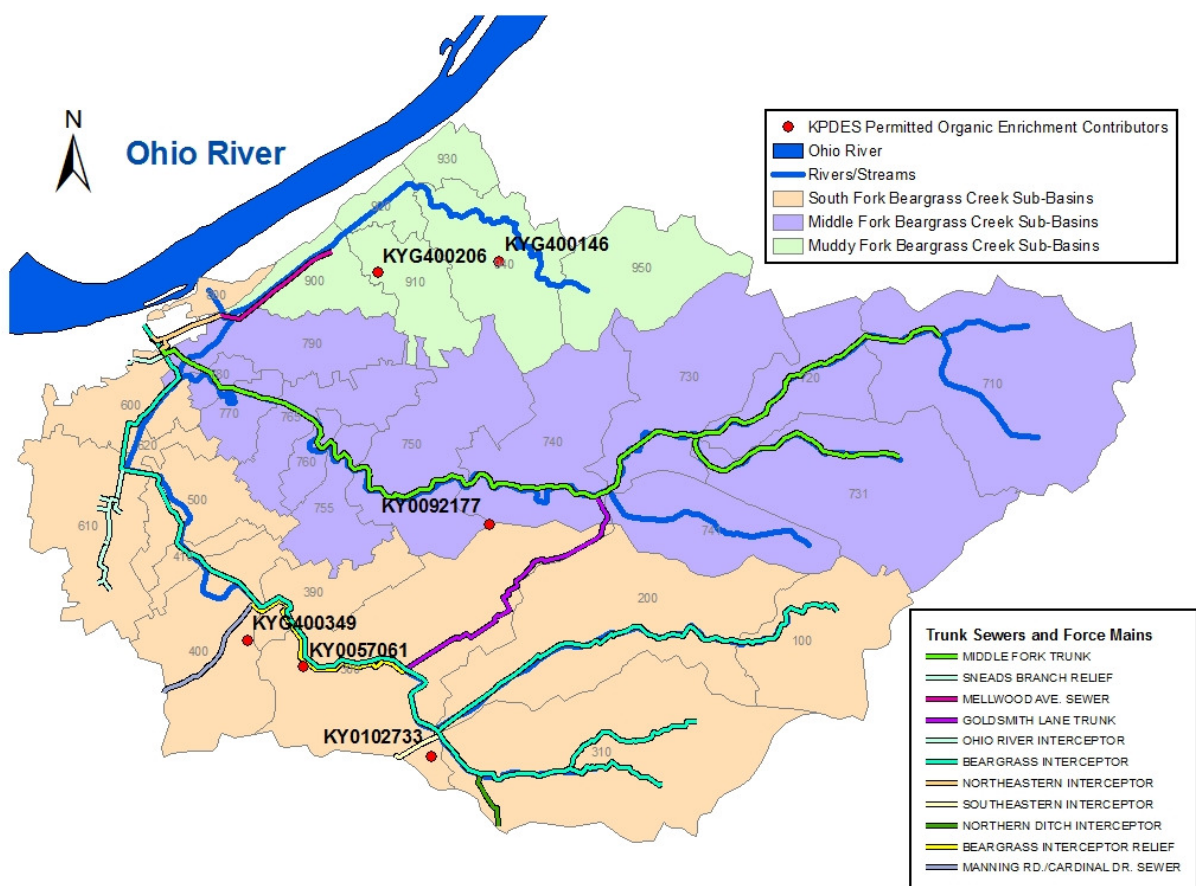 N
Ohio River
KPDES Permitted Organic Enrichment Contributors
Ohio River
Rivers/Streams
South Fork Beargrass Creek Sub-Basins
Middle Fork Beargrass Creek Sub-Basins
Muddy Fork Beargrass Creek Sub-Basins
930
920
KYG400146
KYG400206
940
950
910
900
790
730
720
710
770
600
750
740
760
731
755
KY0092177
500
610
390
200
KYG400349
100
400
KY0057061
KY0102733
310
Trunk Sewers and Force Mains
MIDDLE FORK TRUNK
SNEADS BRANCH RELIEF
MELLWOOD AVE. SEWER
GOLDSMITH LANE TRUNK
OHIO RIVER INTERCEPTOR
BEARGRASS INTERCEPTOR
NORTHEASTERN INTERCEPTOR
SOUTHEASTERN INTERCEPTOR
NORTHERN DITCH INTERCEPTOR
BEARGRASS INTERCEPTOR RELIEF
MANNING RD./CARDINAL DR. SEWER